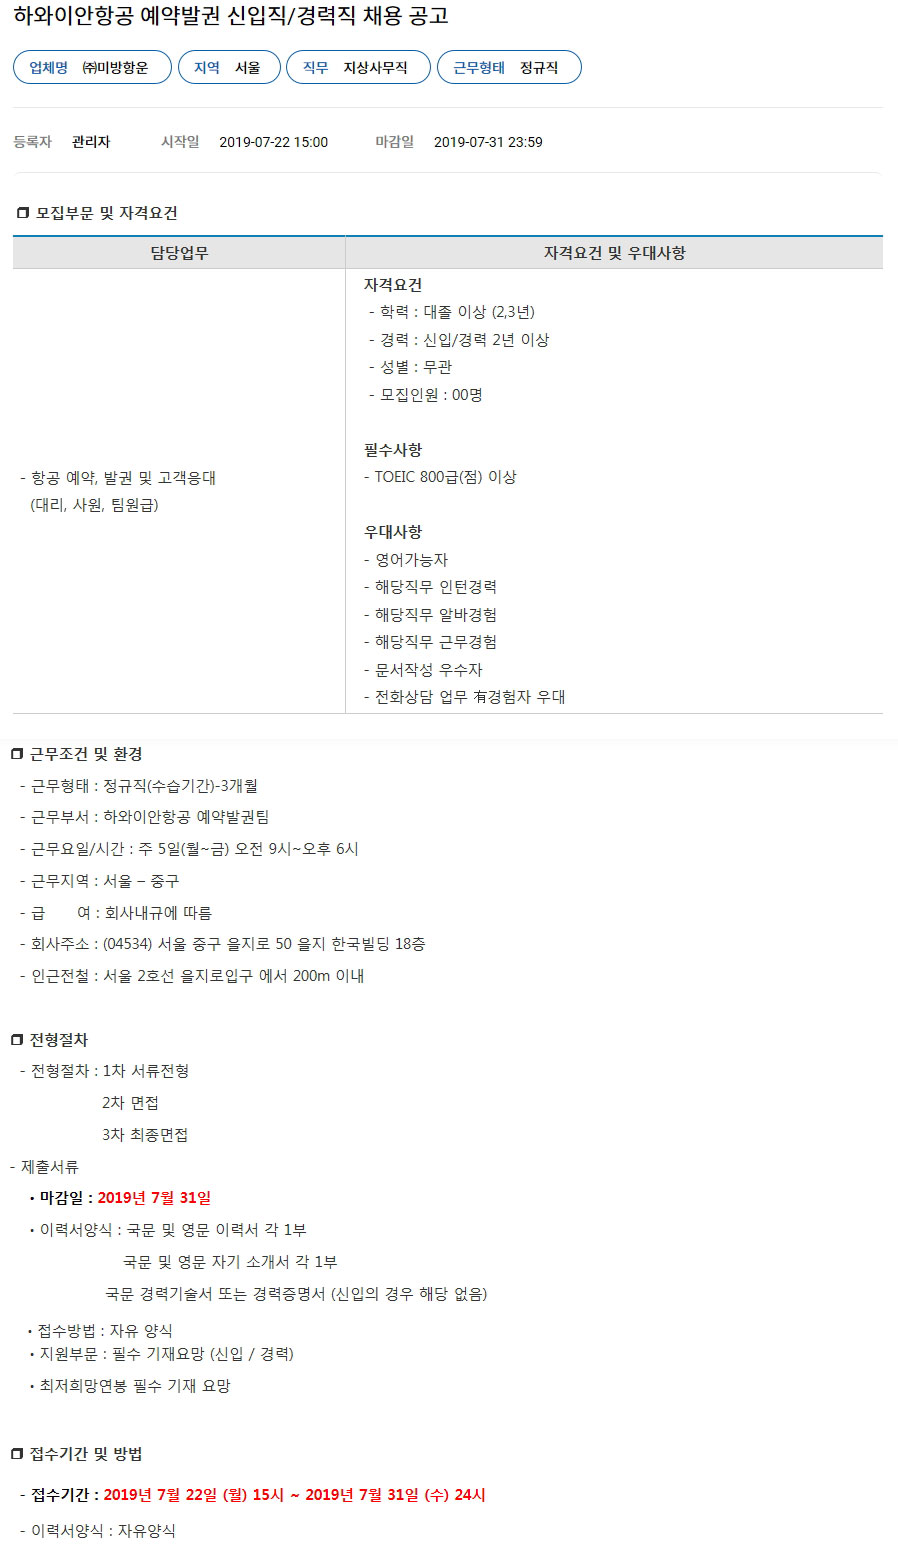 하와이안항공 예약발권 신입직/경력직 채용 공고
업체명 ㈜미방항운 지역 서울 직무 지상사무직 근무형태 정규직
등록자 관리자 시작일 2019-07-22 15:00 마감일 2019-07-31 23:59
❒ 모집부문 및 자격요건
담당업무 자격요건 및 우대사항
- 항공 예약, 발권 및 고객응대
(대리, 사원, 팀원급)
자격요건
- 학력 : 대졸 이상 (2,3년)
- 경력 : 신입/경력 2년 이상
- 성별 : 무관
- 모집인원 : 00명
필수사항
- TOEIC 800급(점) 이상
우대사항
- 영어가능자
- 해당직무 인턴경력
- 해당직무 알바경험
- 해당직무 근무경험
- 문서작성 우수자
- 전화상담 업무 有경험자 우대
❒ 근무조건 및 환경
- 근무형태 : 정규직(수습기간)-3개월
- 근무부서 : 하와이안항공 예약발권팀
- 근무요일/시간 : 주 5일(월~금) 오전 9시~오후 6시
- 근무지역 : 서울 – 중구
- 급 여 : 회사내규에 따름
- 회사주소 : (04534) 서울 중구 을지로 50 을지 한국빌딩 18층
- 인근전철 : 서울 2호선 을지로입구 에서 200m 이내
❒ 전형절차
- 전형절차 : 1차 서류전형
2차 면접
3차 최종면접
- 제출서류
• 마감일 : 2019년 7월 31일
• 이력서양식 : 국문 및 영문 이력서 각 1부
국문 및 영문 자기 소개서 각 1부
국문 경력기술서 또는 경력증명서 (신입의 경우 해당 없음)
• 접수방법 : 자유 양식
• 지원부문 : 필수 기재요망 (신입 / 경력)
• 최저희망연봉 필수 기재 요망
❒ 접수기간 및 방법
- 접수기간 : 2019년 7월 22일 (월) 15시 ~ 2019년 7월 31일 (수) 24시
- 이력서양식 : 자유양식